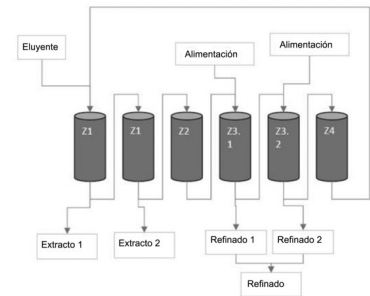 Eluyente
Alimentación
Alimentación
Z1
Z1
Z2
Z3.
1
Z3.
2
Z4
Extracto 1
Extracto 2
Refinado 1
Refinado 2
Refinado